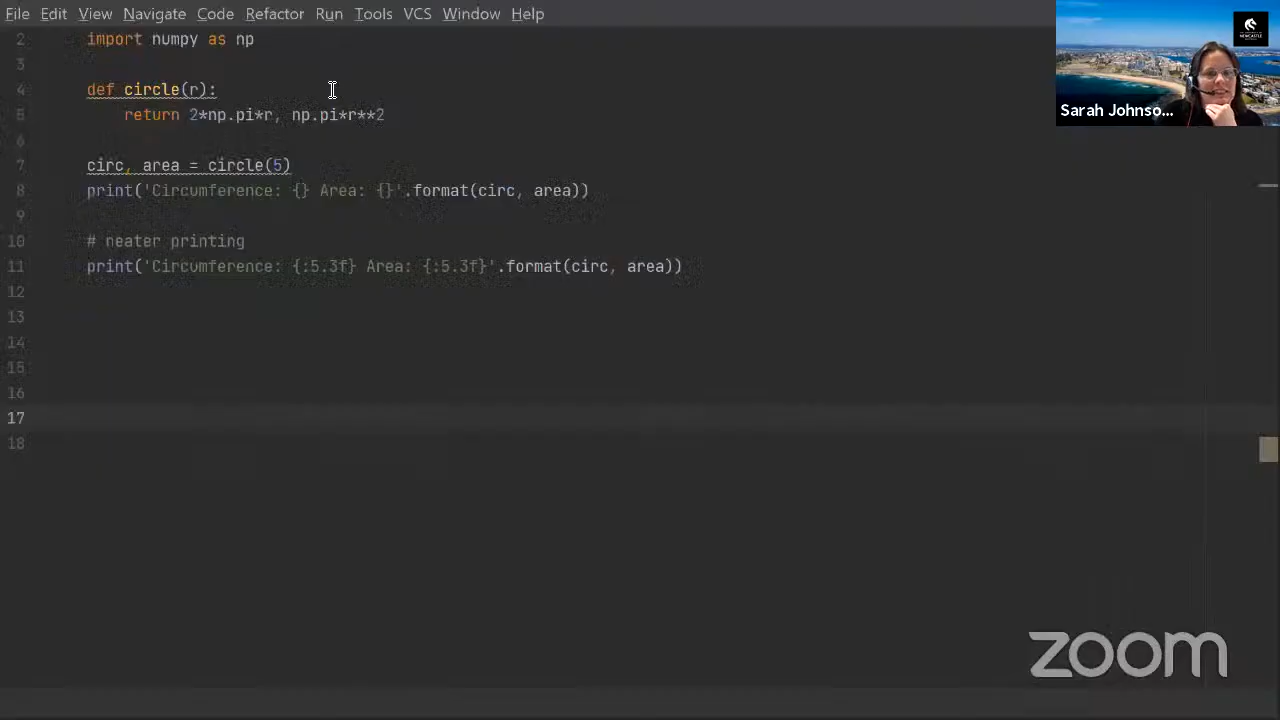 File Edit View Navigate Code Refactor Run Tools VCS Window Help
2 import numpy as np
3
4 def circle(r):
5 return 2*np.pi*r, np.pi*r**2
6
7 circ, area = circle(5)
8 print('Circumference: {} Area: {}'.format(circ, area))
9
10 # neater printing
11 print('Circumference: {:5.3f} Area: {:5.3f}'.format(circ, area))
12
13
14
15
16
17
18
NEWCASTLE
Sarah Johnso...
zoom